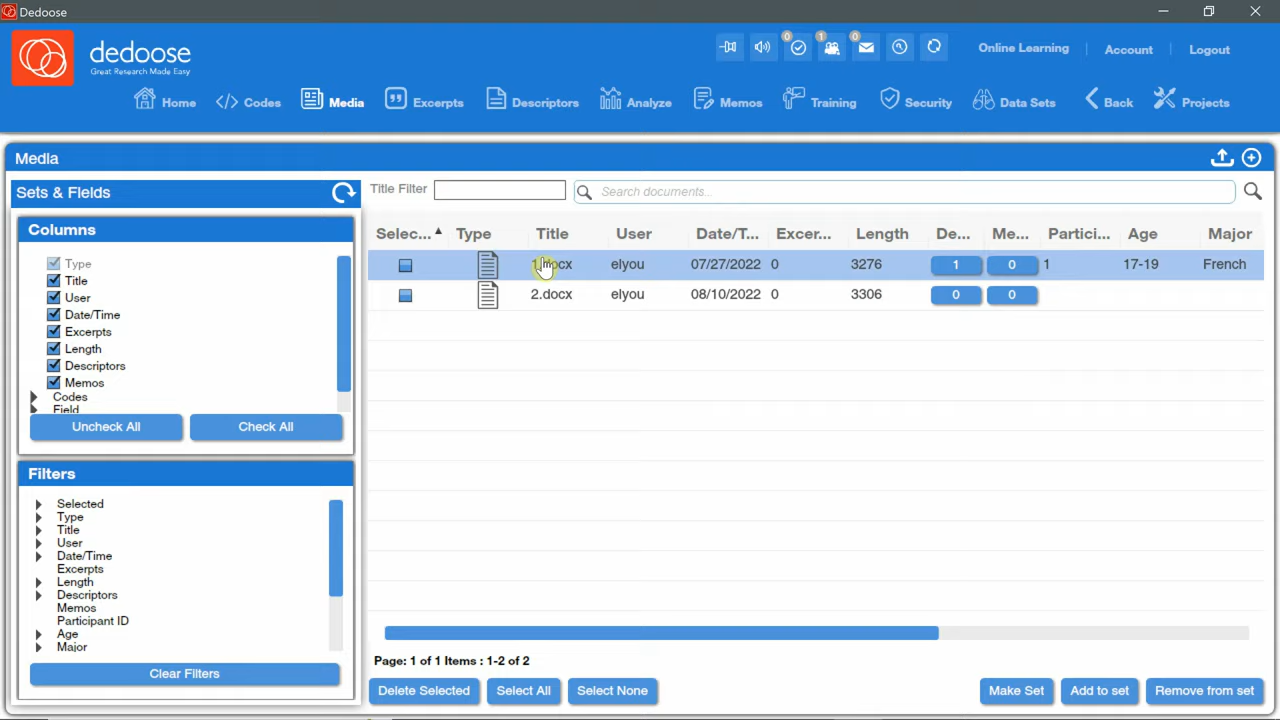 Dedoose
dedoose
Great Research Made Easy
0 1 0
Online Learning Account Logout
Home Codes Media Excerpts Descriptors Analyze Memos Training Security Data Sets Back Projects
Media
Sets & Fields
Title Filter
Search documents...
Columns
Selec... Type Title User Date/T... Excer... Length De... Me... Partici... Age Major
Type
Title
User
Date/Time
Excerpts
Length
Descriptors
Memos
Codes
Field
Uncheck All Check All
elyou 07/27/2022 0 3276 1 0 1 17-19 French
2.docx elyou 08/10/2022 0 3306 0 0
Filters
Selected
Type
Title
User
Date/Time
Excerpts
Length
Descriptors
Memos
Participant ID
Age
Major
Clear Filters
Page: 1 of 1 Items : 1-2 of 2
Delete Selected Select All Select None Make Set Add to set Remove from set